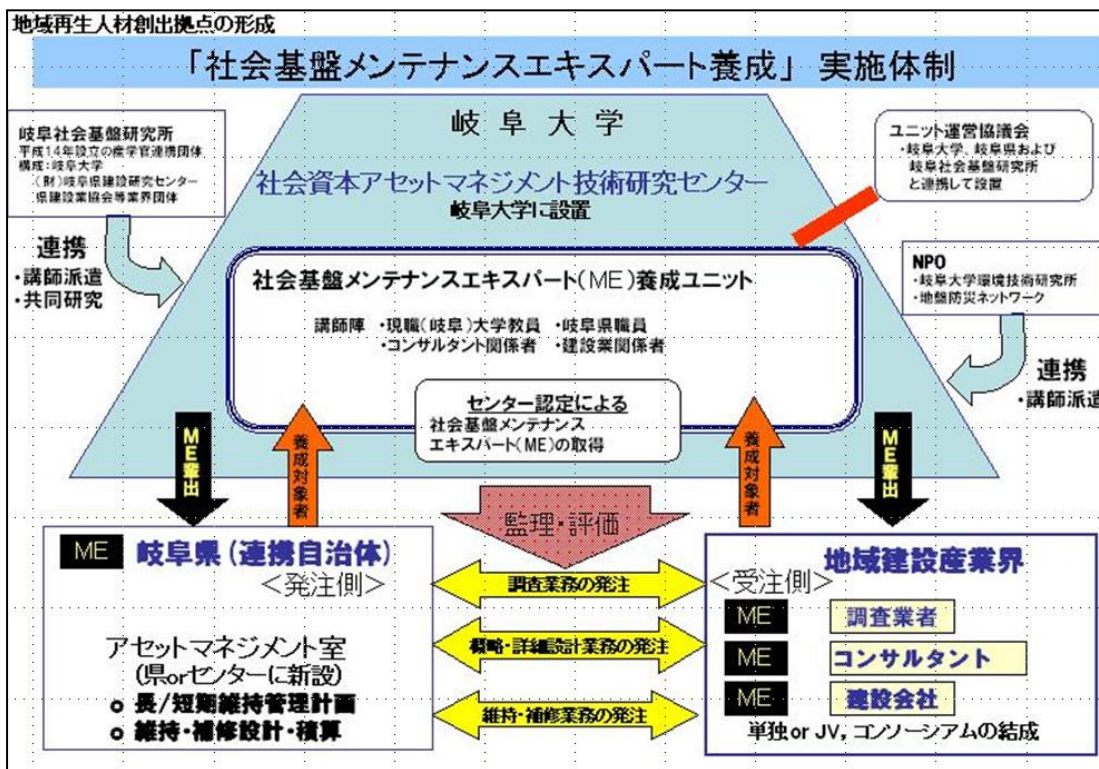 地域再生人材創出拠点の形成
「社会基盤メンテナンスエキスパート養成」 実施体制
岐阜大学
社会資本アセットマネジメント技術研究センター
岐阜大学に設置
岐阜社会基盤研究所
平成14年設立の産学官連携団体
構成:岐阜大学
(財)岐阜県建設研究センター
県建設業協会等業界団体
連携
・講師派遣
・共同研究
ユニット運営協議会
・岐阜大学、岐阜県および
岐阜社会基盤研究所
と連携して設置
NPO
・岐阜大学環境技術研究所
・地盤防災ネットワーク
連携
・講師派遣
社会基盤メンテナンスエキスパート(ME)養成ユニット
講師陣 ・現職(岐阜)大学教員 ・岐阜県職員
・コンサルタント関係者 ・建設業関係者
センター認定による
社会基盤メンテナンス
エキスパート(ME)の取得
ME輩出
養成対象者
養成対象者
ME輩出
監理・評価
ME 岐阜県(連携自治体)
<発注側>
アセットマネジメント室
(県orセンターに新設)
長/短期維持管理計画
維持・補修設計・積算
調査業務の発注
概略・詳細設計業務の発注
維持・補修業務の発注
地域建設産業界
<受注側>
ME 調査業者
ME コンサルタント
ME 建設会社
単独or JV,コンソーシアムの結成